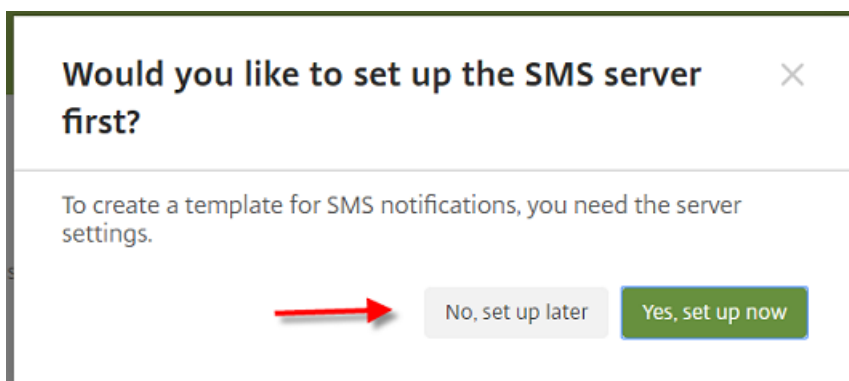 Would you like to set up the SMS server
first?
To create a template for SMS notifications, you need the server
settings.
No, set up later
Yes, set up now